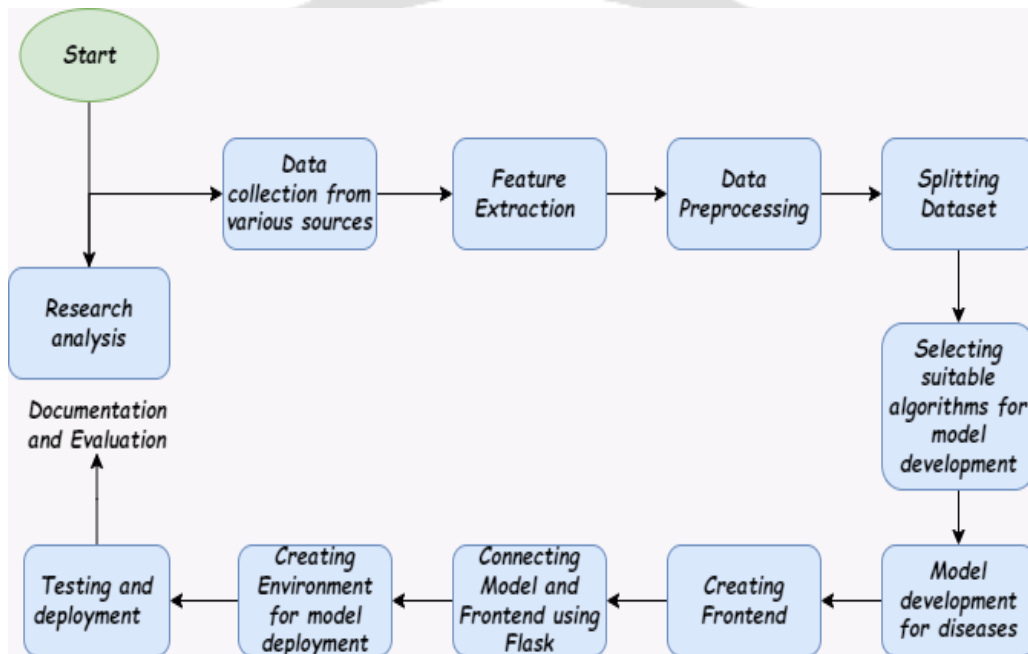 Start
Data
collection from
various sources
Feature
Extraction
Data
Preprocessing
Splitting
Dataset
Research
analysis
Selecting
suitable
algorithms for
model
development
Documentation
and Evaluation
Testing and
deployment
Creating
Environment
for model
deployment
Connecting
Model and
Frontend using
Flask
Creating
Frontend
Model
development
for diseases